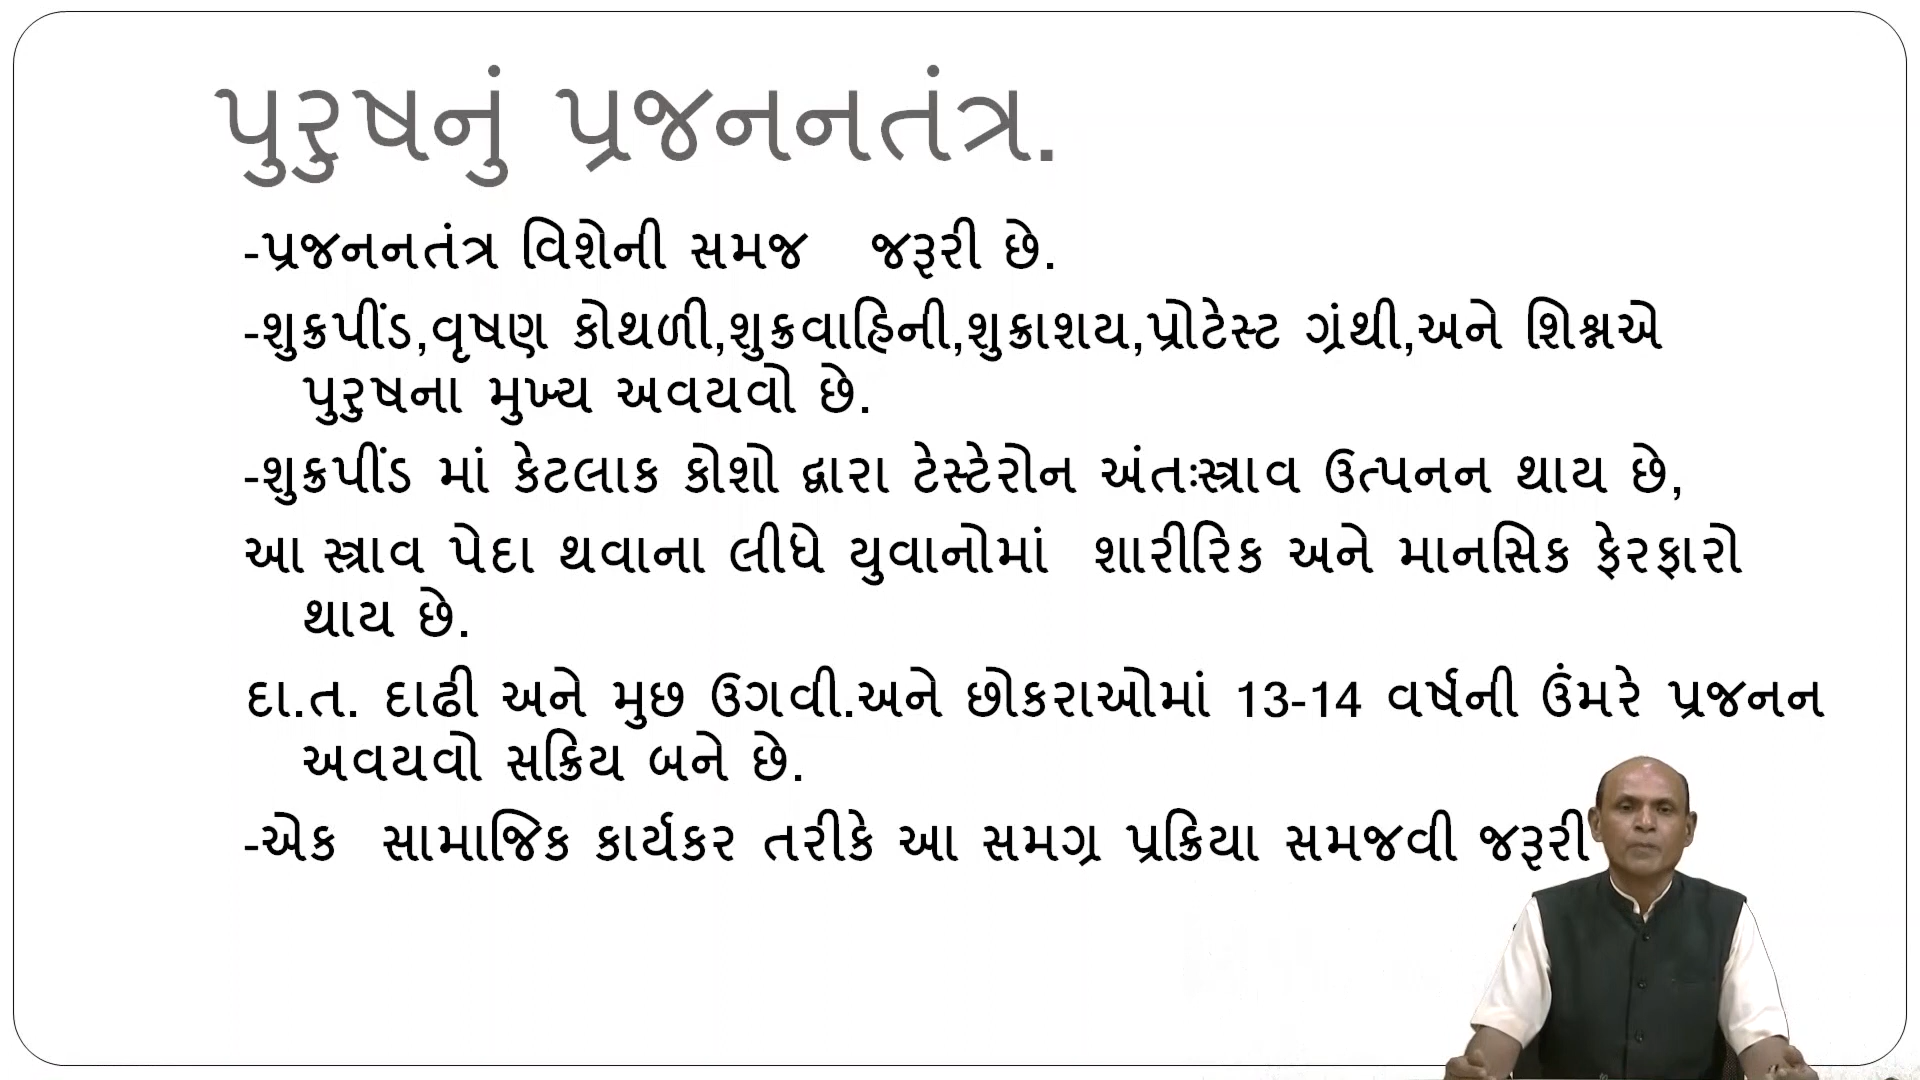 પુરુષનું પ્રજનનતંત્ર.
-પ્રજનનતંત્ર વિશેની સમજ જરૂરી છે.
-શુક્રપીંડ,વૃષણ કોથળી,શુક્રવાહિની,શુક્રાશય,પ્રોટેસ્ટ ગ્રંથી,અને શિશ્નએ
પુરુષના મુખ્ય અવયવો છે.
-શુક્રપીંડ માં કેટલાક કોશો દ્વારા ટેસ્ટેરોન અંતઃસ્ત્રાવ ઉત્પનન થાય છે,
આ સ્ત્રાવ પેદા થવાના લીધે યુવાનોમાં શારીરિક અને માનસિક ફેરફારો
થાય છે.
દા.ત. દાઢી અને મુછ ઉગવી.અને છોકરાઓમાં 13-14 વર્ષની ઉંમરે પ્રજનન
અવયવો સક્રિય બને છે.
-એક સામાજિક કાર્યકર તરીકે આ સમગ્ર પ્રક્રિયા સમજવી જરૂરી